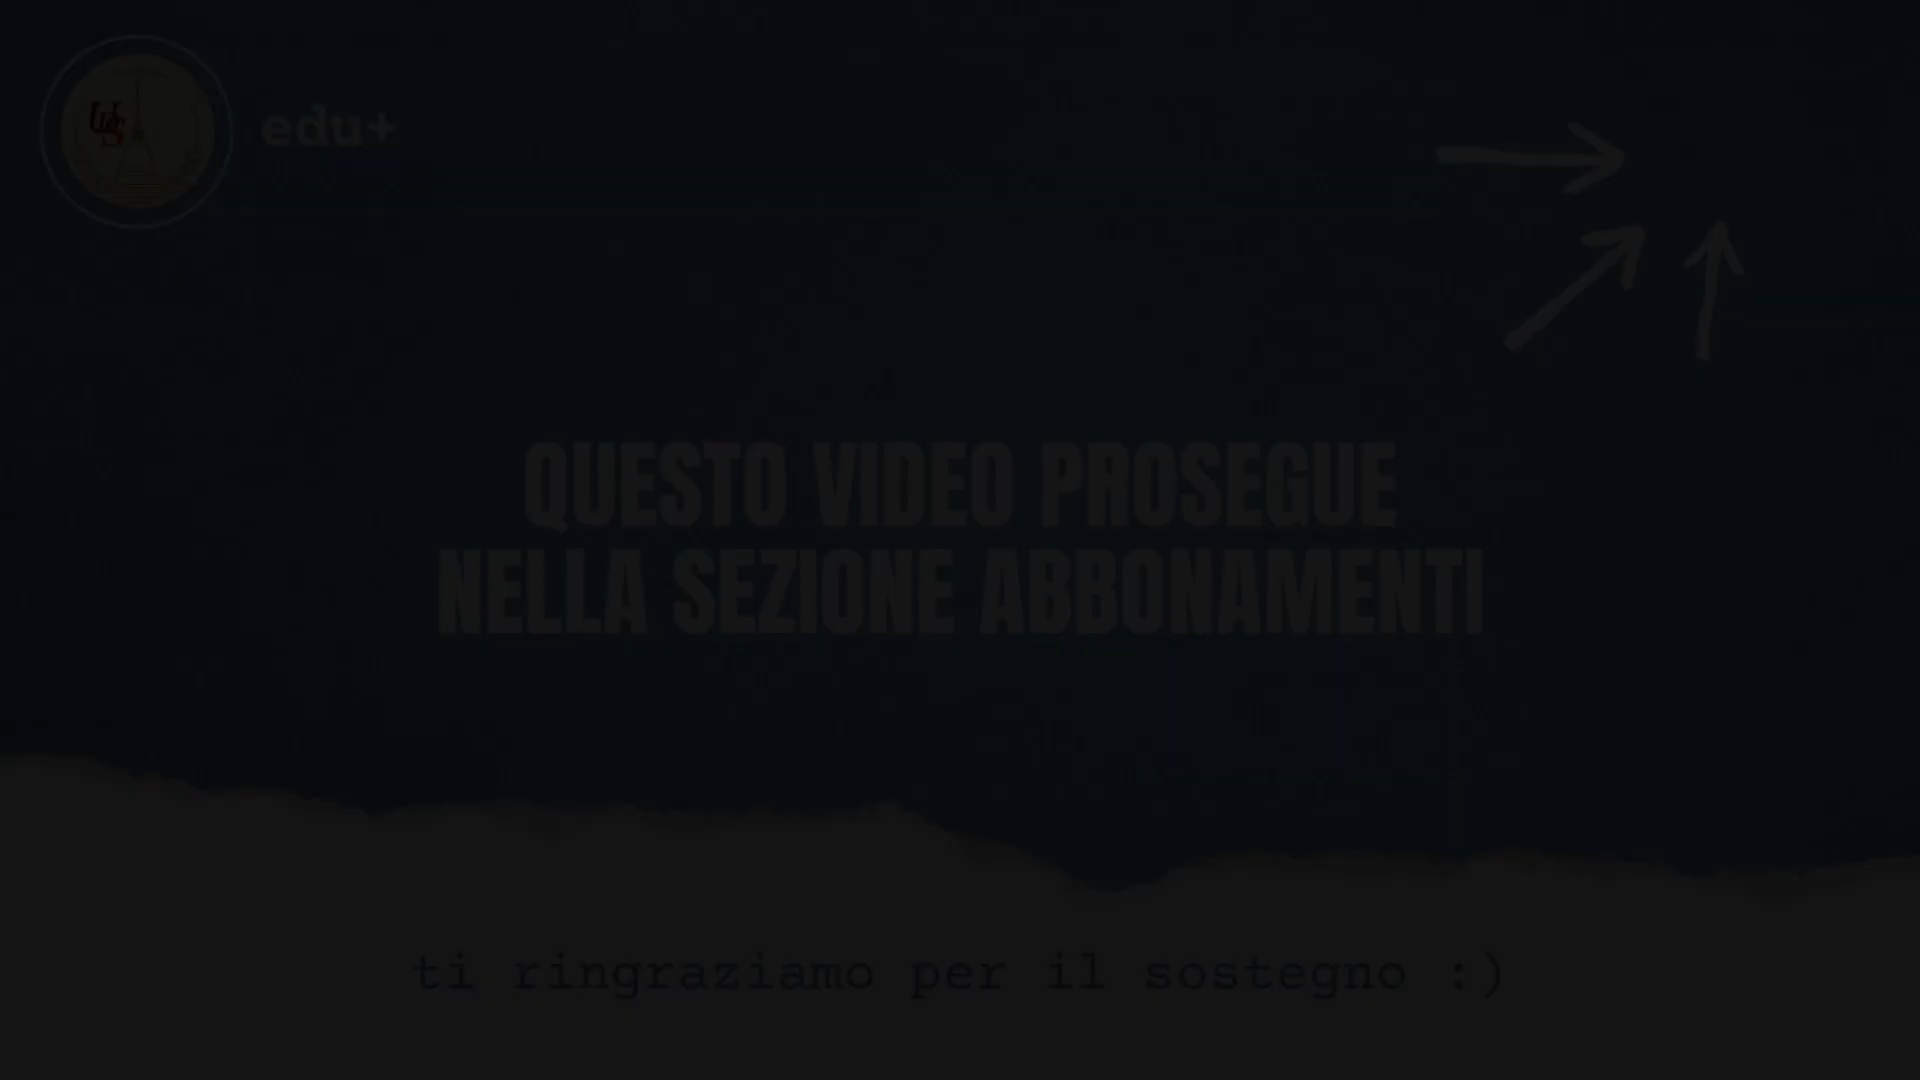 edu+
QUESTO VIDEO PROSEGUE
NELLA SEZIONE ABBONAMENTI
ti ringraziamo per il sostegno :)